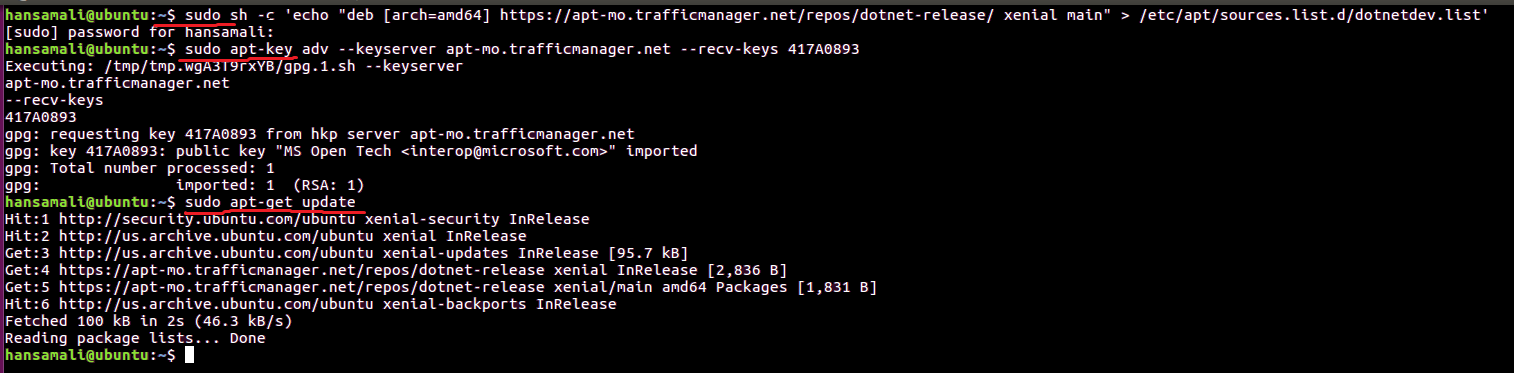 hansamali@ubuntu:~$ sudo sh -c 'echo "deb [arch=amd64] https://apt-mo.trafficmanager.net/repos/dotnet-release/ xenial main" > /etc/apt/sources.list.d/dotnetdev.list'
[sudo] password for hansamali:
hansamali@ubuntu:~$ sudo apt-key adv --keyserver apt-mo.trafficmanager.net --recv-keys 417A0893
Executing: /tmp/tmp.wgA3T9rxYB/gpg.1.sh --keyserver
apt-mo.trafficmanager.net
--recv-keys
417A0893
gpg: requesting key 417A0893 from hkp server apt-mo.trafficmanager.net
gpg: key 417A0893: public key "MS Open Tech <interop@microsoft.com>" imported
gpg: Total number processed: 1
gpg:               imported: 1  (RSA: 1)
hansamali@ubuntu:~$ sudo apt-get update
Hit:1 http://security.ubuntu.com/ubuntu xenial-security InRelease
Hit:2 http://us.archive.ubuntu.com/ubuntu xenial InRelease
Get:3 http://us.archive.ubuntu.com/ubuntu xenial-updates InRelease [95.7 kB]
Get:4 https://apt-mo.trafficmanager.net/repos/dotnet-release xenial InRelease [2,836 B]
Get:5 https://apt-mo.trafficmanager.net/repos/dotnet-release xenial/main amd64 Packages [1,831 B]
Hit:6 http://us.archive.ubuntu.com/ubuntu xenial-backports InRelease
Fetched 100 kB in 2s (46.3 kB/s)
Reading package lists... Done
hansamali@ubuntu:~$